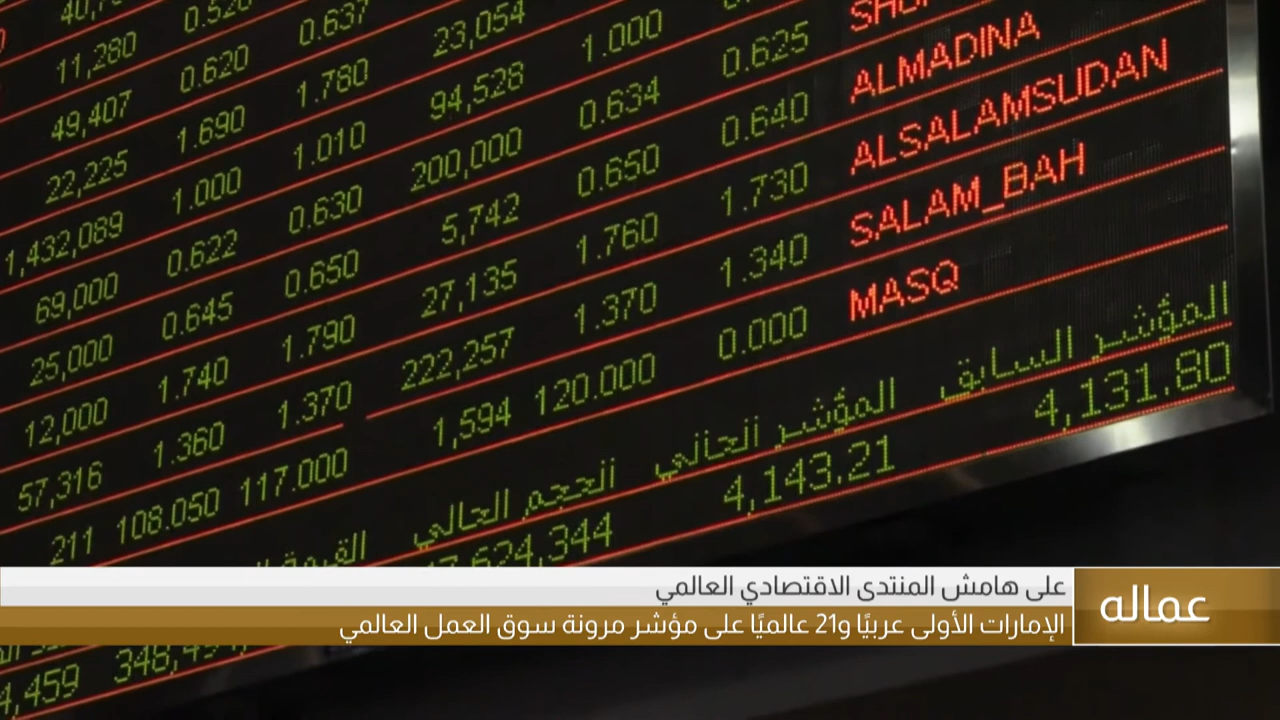 11,280
49,407 0.620 0.637
22,225 1.690 1.780 23,054
1,432,089 1.000 1.010 94,528 1.000
69,000 0.622 0.630 200,000 0.634 0.625
25,000 0.645 0.650 5,742 0.650 0.640 ALMADINA
12,000 1.740 1.790 27,135 1.760 1.730 ALSALAMSUDAN
57,316 1.360 1.370 222,257 1.370 1.340 SALAM_BAH
211 108.050 117.000 1,594 120.000 0.000 MASQ
المؤشر السابق المؤشر الحالي الحجم الحالي
4,143.21 4,131.80
4,459
على هامش المنتدى الاقتصادي العالمي
عماله
الإمارات الأولى عربيًا و21 عالميًا على مؤشر مرونة سوق العمل العالمي